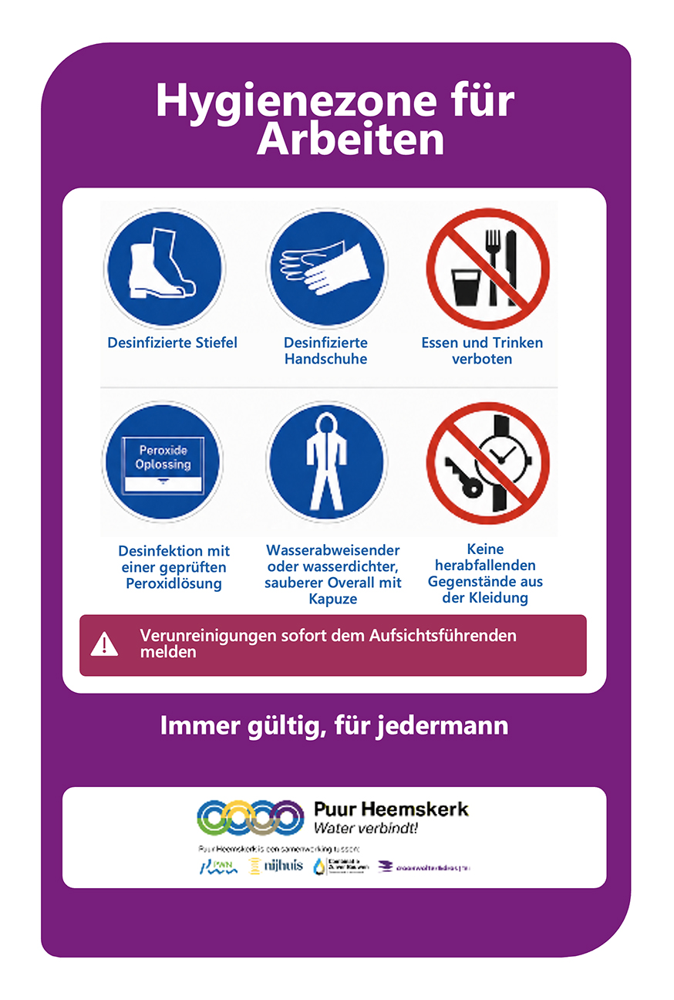 Hygienezone für
Arbeiten
Desinfizierte Stiefel
Desinfizierte
Handschuhe
Essen und Trinken
verboten
Peroxide
Oplossing
Desinfektion mit
einer geprüften
Peroxidlösung
Wasserabweisender
oder wasserdichter,
sauberer Overall mit
Kapuze
Keine
herabfallenden
Gegenstände aus
der Kleidung
Verunreinigungen sofort dem Aufsichtsführenden
melden
Immer gültig, für jedermann
Puur Heemskerk
Water verbindt!
Puur Heemskerk is een samenwerking tussen:
PWN
nijhuis
Combinatie